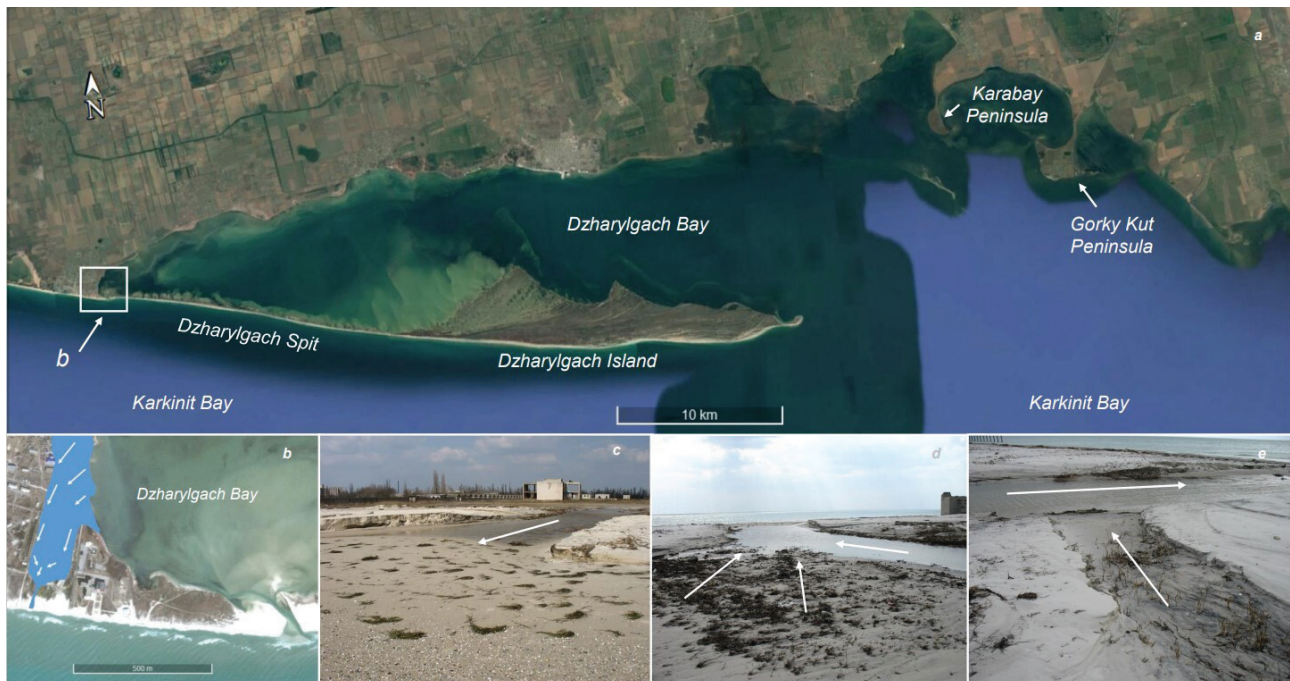 a
N
Karabay
Peninsula
Dzharylgach Bay
Gorky Kut
Peninsula
b
Dzharylgach Spit
Dzharylgach Island
Karkinit Bay
10 km
Karkinit Bay
b
Dzharylgach Bay
500 m
c
d
e